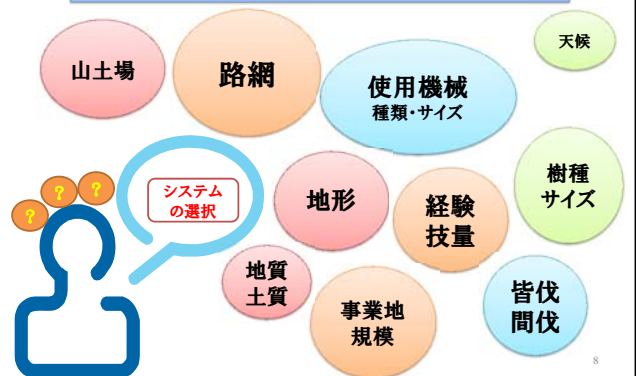 天候
山土場
路網
使用機械
種類・サイズ
樹種
サイズ
?
?
?
システム
の選択
地形
経験
技量
地質
土質
事業地
規模
皆伐
間伐
8